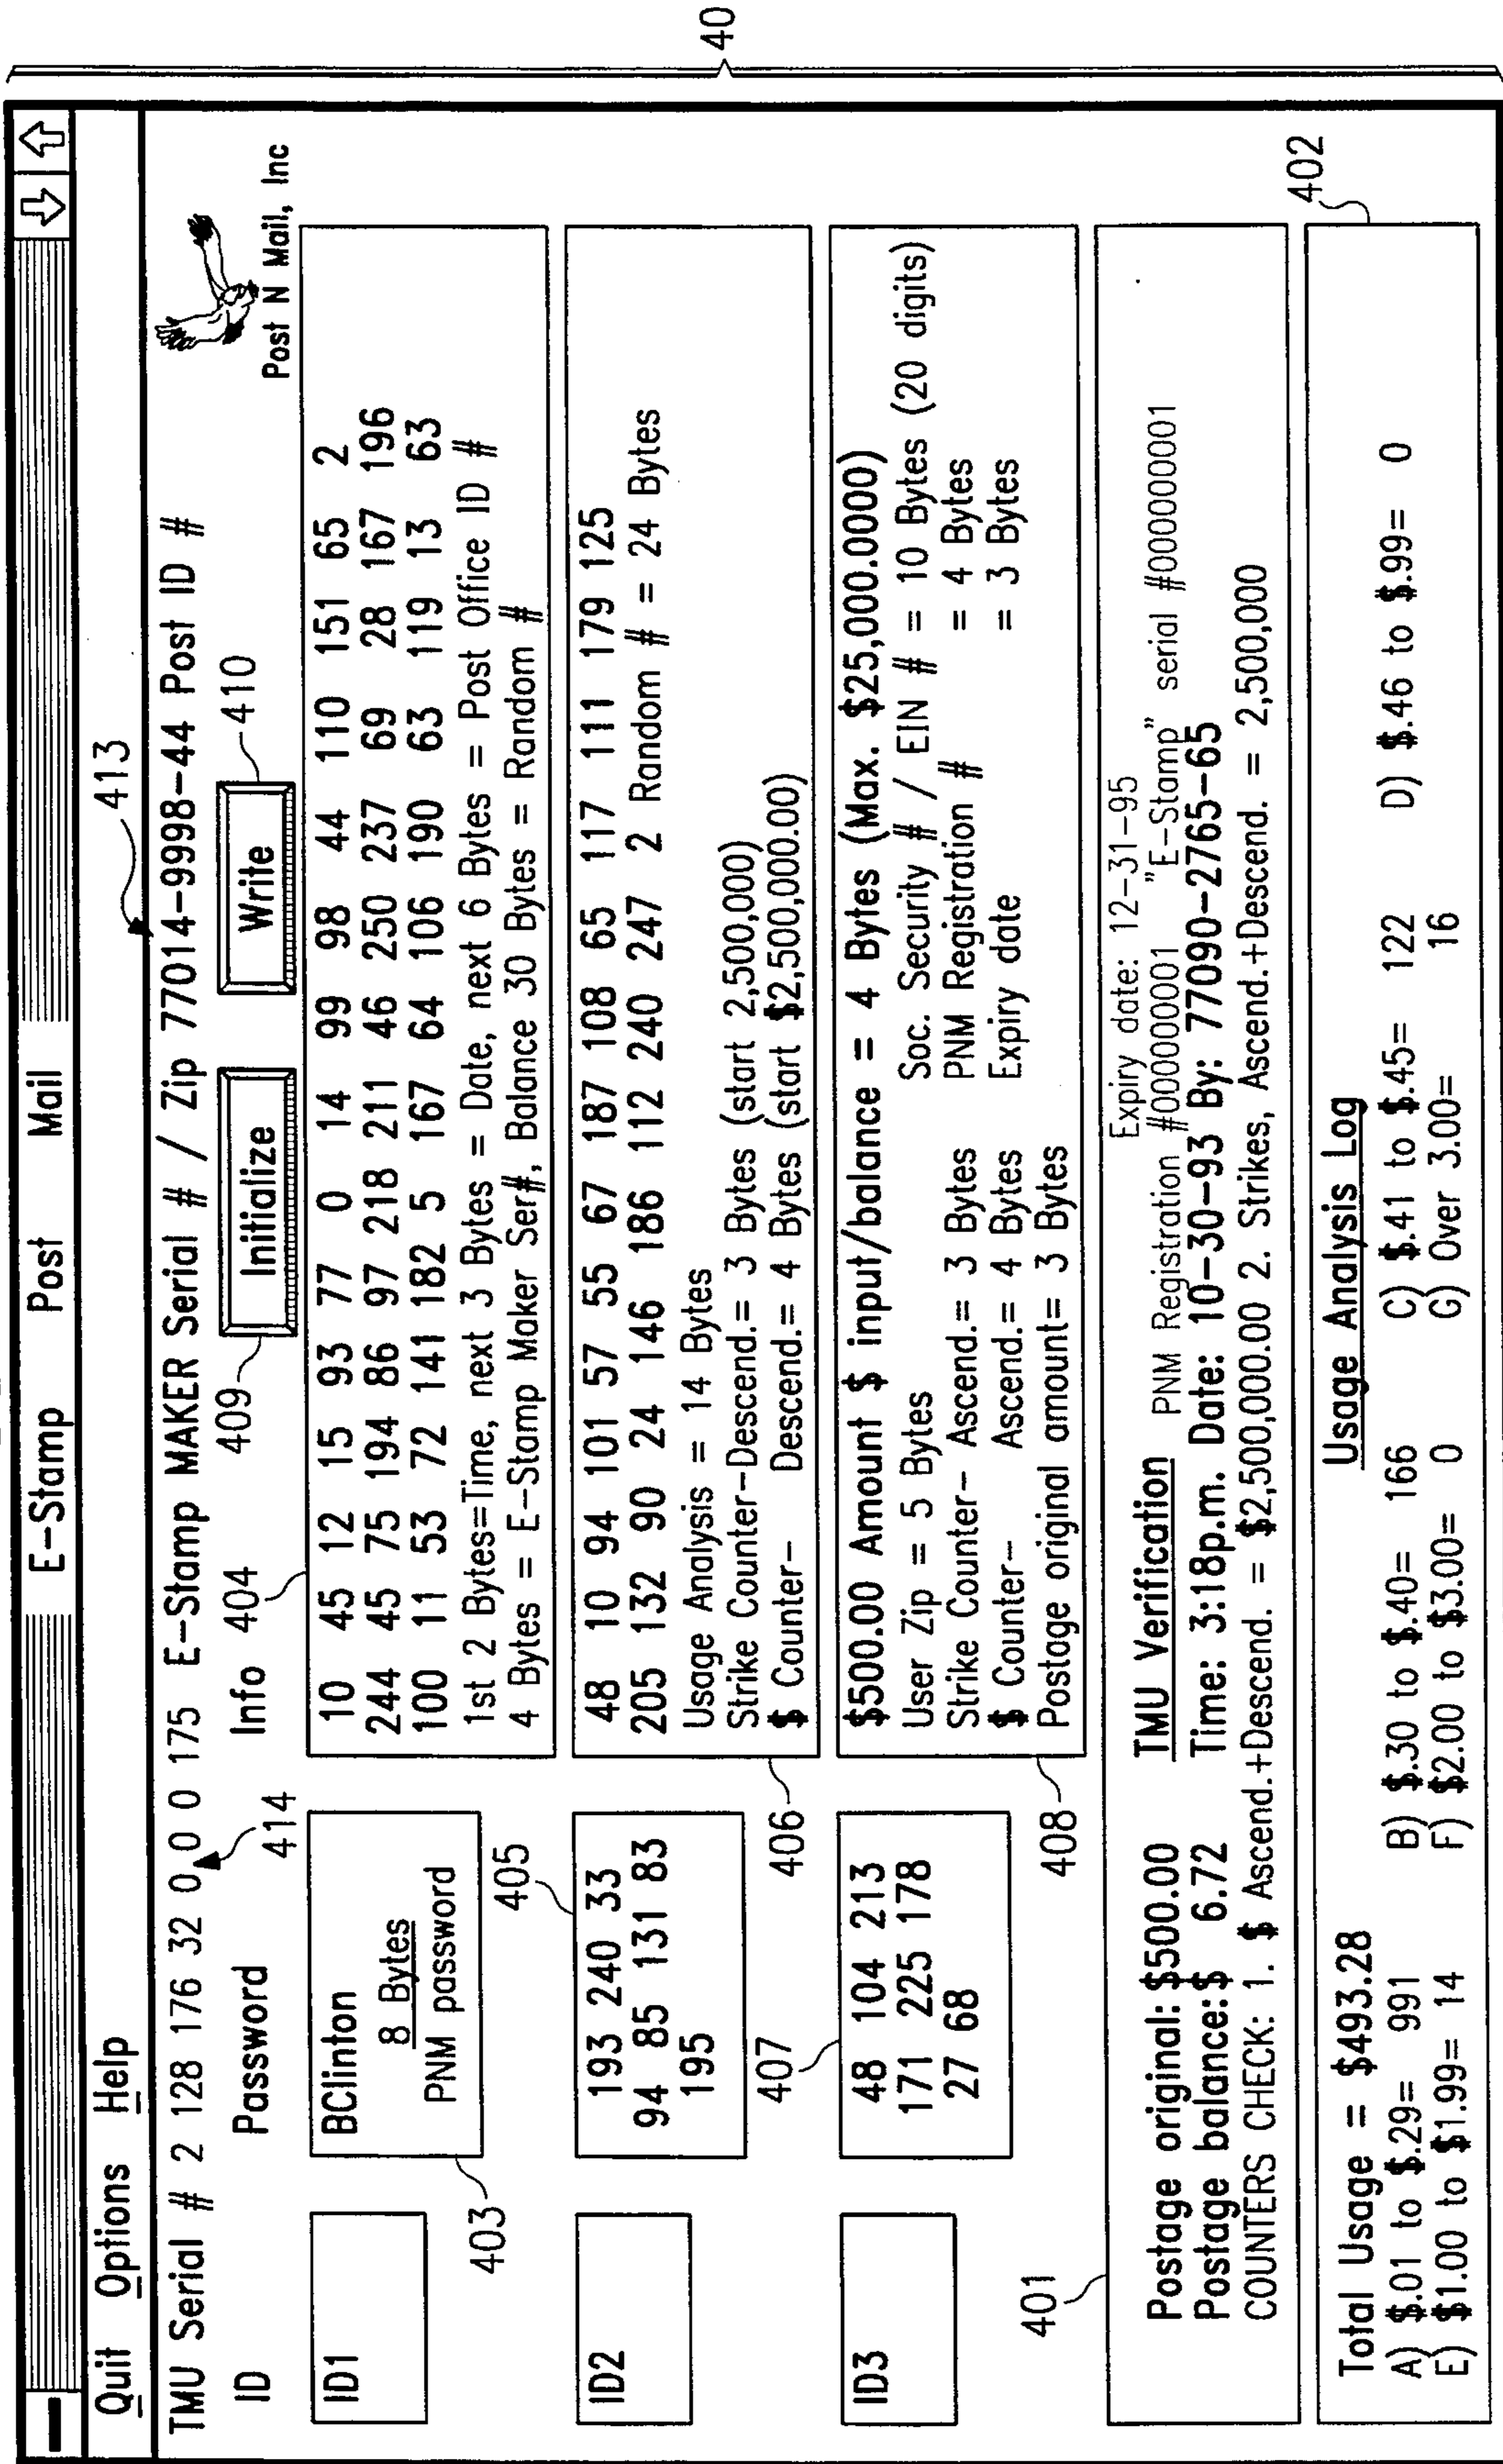 E-Stamp Post Mail
Quit Options Help
413
TMU Serial # 2 128 176 32 0 0 0 175 E-Stamp MAKER Serial # / Zip 77014-9998-44 Post ID #
414
ID Password Info 404 409 Initialize Write 410
Post N Mail, Inc
ID1
BClinton
8 Bytes
PNM password
403
10 45 12 15 93 77 0 14 99 98 44 110 151 65 2
244 45 75 194 86 97 218 211 46 250 237 69 28 167 196
100 11 53 72 141 182 5 167 64 106 190 63 119 13 63
1st 2 Bytes=Time, next 3 Bytes = Date, next 6 Bytes = Post Office ID #
4 Bytes = E-Stamp Maker Ser#, Balance 30 Bytes = Random #
405
ID2
193 240 33
94 85 131 83
195
48 10 94 101 57 55 67 187 108 65 117 111 179 125
205 132 90 24 146 186 112 240 247 2 Random # = 24 Bytes
Usage Analysis = 14 Bytes
Strike Counter-Descend.= 3 Bytes (start 2,500,000)
$ Counter- Descend.= 4 Bytes (start $2,500,000.00)
406
407
ID3
48 104 213
171 225 178
27 68
$500.00 Amount $ input/balance = 4 Bytes (Max. $25,000.0000)
User Zip = 5 Bytes Soc. Security # / EIN # = 10 Bytes (20 digits)
Strike Counter- Ascend.= 3 Bytes PNM Registration # = 4 Bytes
$ Counter- Ascend.= 4 Bytes Expiry date = 3 Bytes
Postage original amount= 3 Bytes
408
401
Expiry date: 12-31-95
TMU Verification PNM Registration #00000001 "E-Stamp" serial #00000001
Postage original: $500.00
Time: 3:18p.m. Date: 10-30-93 By: 77090-2765-65
Postage balance:$ 6.72
COUNTERS CHECK: 1. $ Ascend.+Descend. = $2,500,000.00 2. Strikes, Ascend.+Descend. = 2,500,000
402
Usage Analysis Log
Total Usage = $493.28
A) $.01 to $.29= 991 B) $.30 to $.40= 166 C) $.41 to $.45= 122 D) $.46 to $.99= 0
E) $1.00 to $1.99= 14 F) $2.00 to $3.00= 0 G) Over 3.00= 16
40